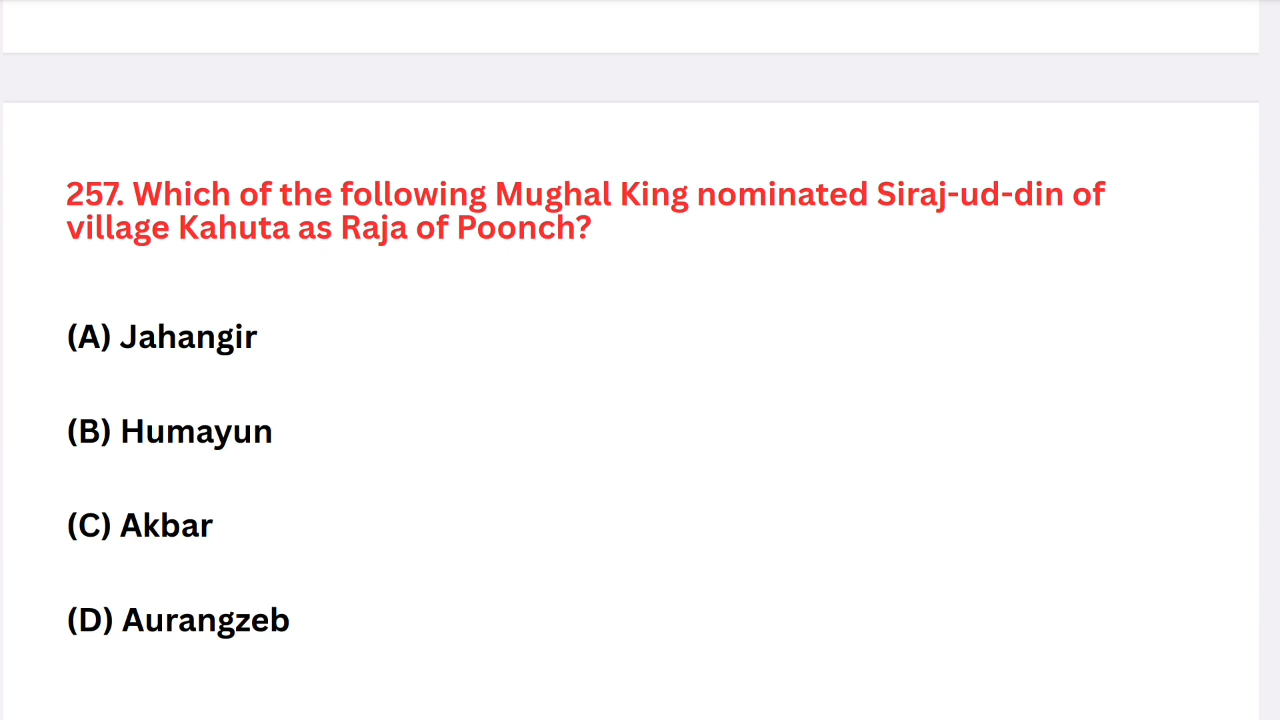 257. Which of the following Mughal King nominated Siraj-ud-din of
village Kahuta as Raja of Poonch?
(A) Jahangir
(B) Humayun
(C) Akbar
(D) Aurangzeb